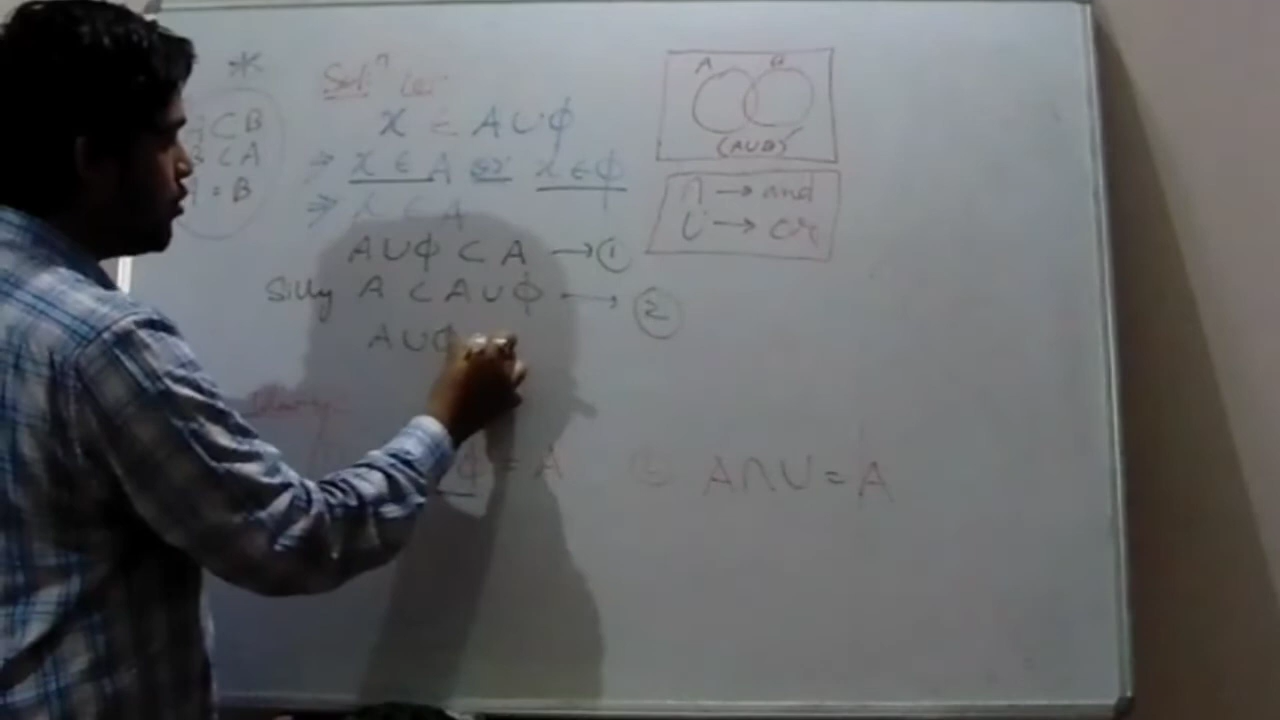 *
⊂ B
B ⊂ A
A = B
Solⁿ Let
x ∈ A ∪ ϕ
⇒ x ∈ A or x ∈ ϕ
⇒ x ∈ A
A ∪ ϕ ⊂ A → ①
Silly A ⊂ A ∪ ϕ → ②
A ∪ ϕ
ϕ = A
A ∩ U = A
A B
(A∪B)'
∩ → and
∪ → or